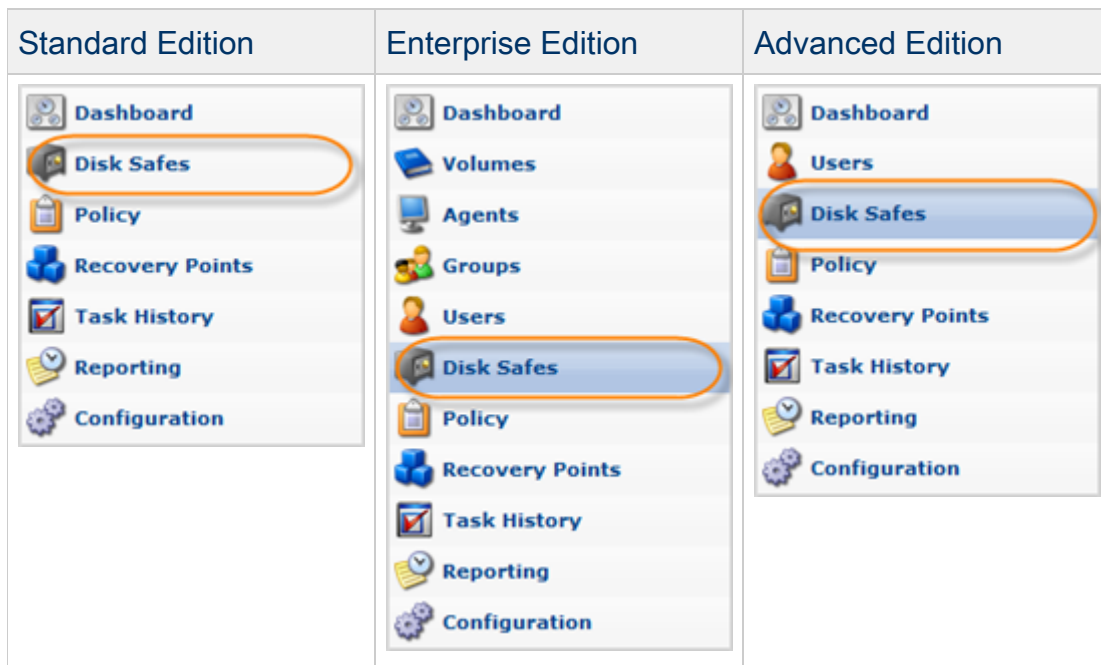 Standard Edition
Enterprise Edition
Advanced Edition
Dashboard
Disk Safes
Policy
Recovery Points
Task History
Reporting
Configuration
Dashboard
Volumes
Agents
Groups
Users
Disk Safes
Policy
Recovery Points
Task History
Reporting
Configuration
Dashboard
Users
Disk Safes
Policy
Recovery Points
Task History
Reporting
Configuration